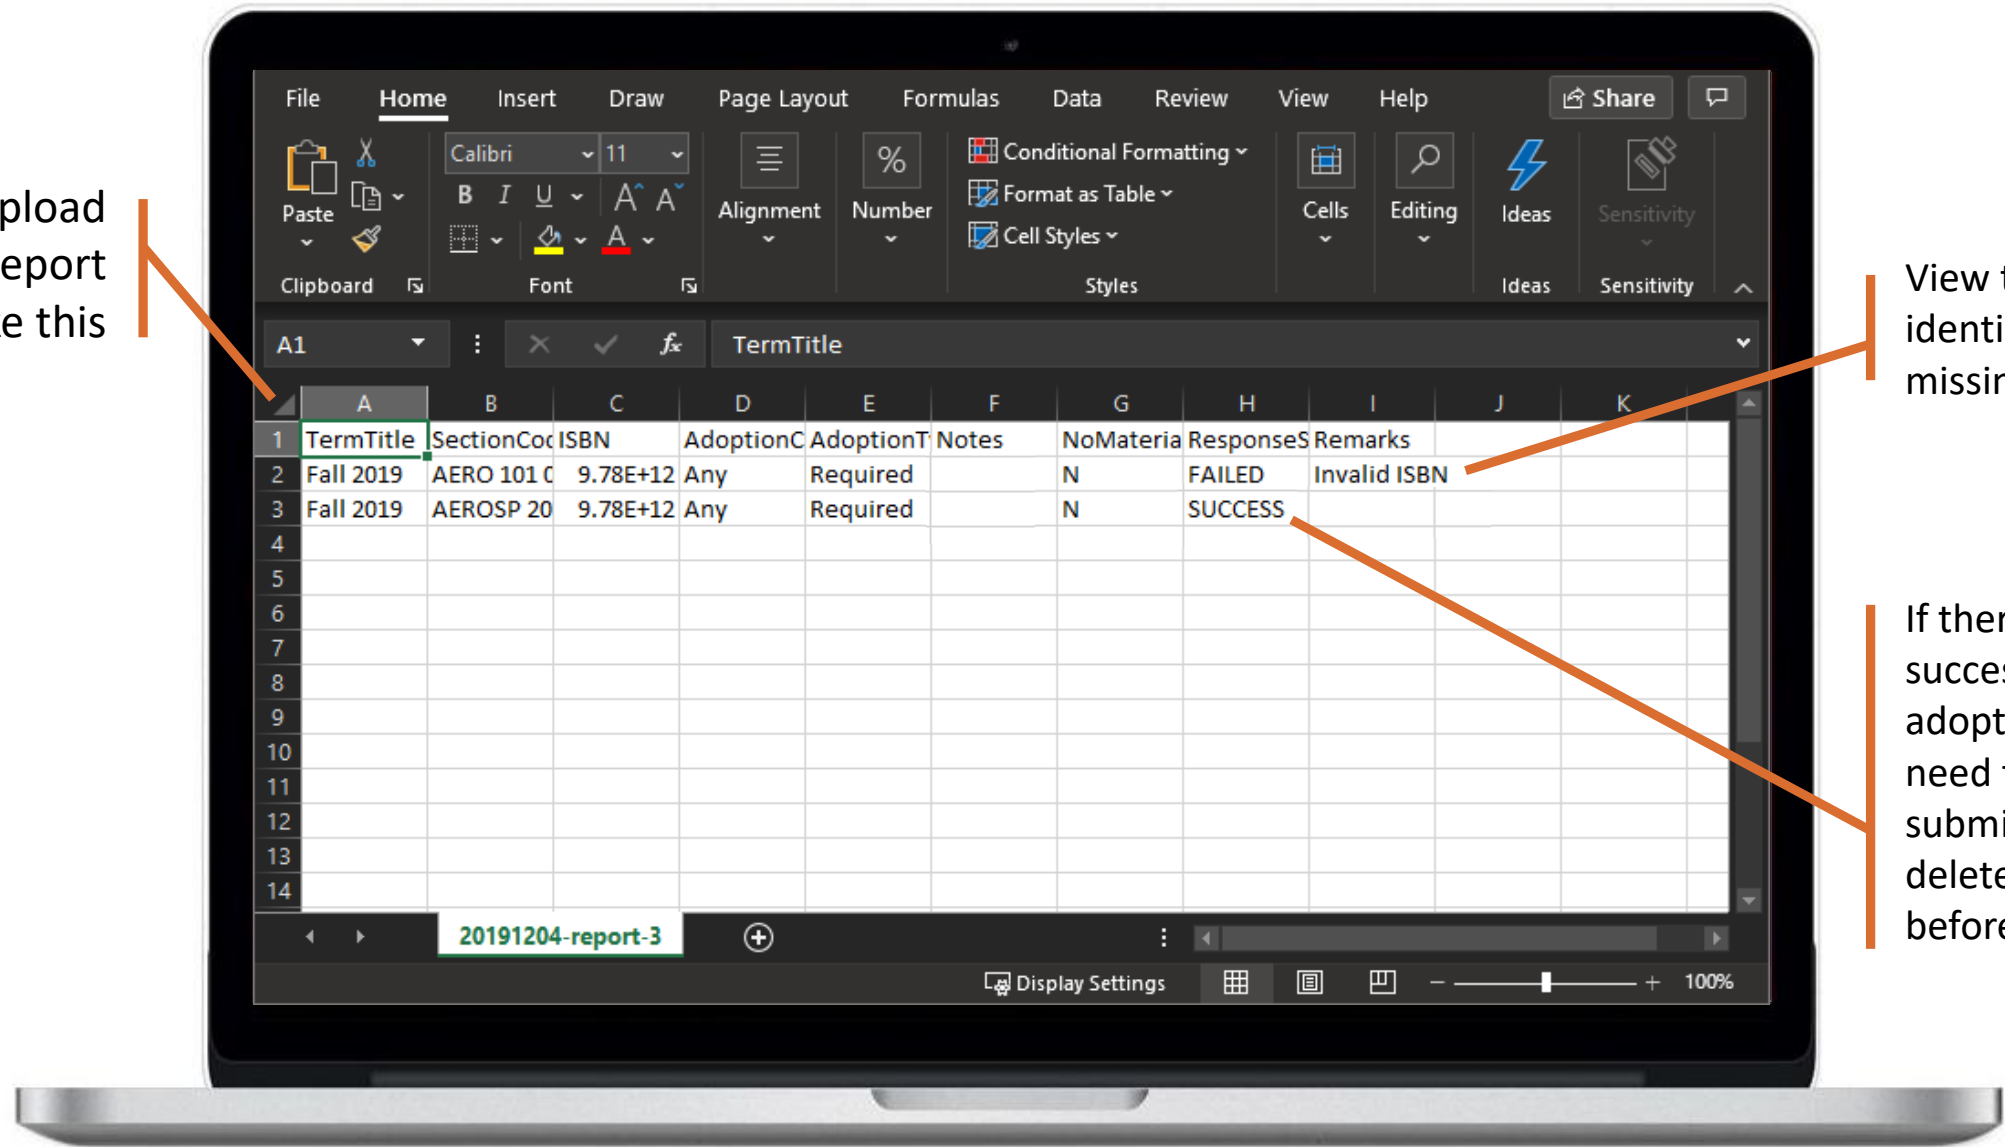 File Home Insert Draw Page Layout Formulas Data Review View Help Share
Calibri 11
Conditional Formatting
B I U A A
Format as Table
Paste Alignment Number Cells Editing Ideas Sensitivity
Cell Styles
Clipboard Font Styles Ideas Sensitivity
A1 fx TermTitle
A B C D E F G H I J K
1 TermTitle SectionCod ISBN AdoptionC AdoptionT Notes NoMateria ResponseS Remarks
2 Fall 2019 AERO 101 0 9.78E+12 Any Required N FAILED Invalid ISBN
3 Fall 2019 AEROSP 20 9.78E+12 Any Required N SUCCESS
4
5
6
7
8
9
10
11
12
13
14
20191204-report-3
Display Settings 100%
pload
eport
e this
View t
identi
missin
If ther
succes
adopt
need t
submi
delete
before